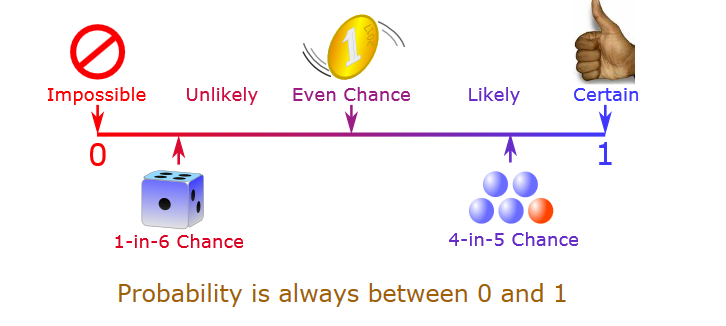 Impossible Unlikely Even Chance Likely Certain
0 1
1-in-6 Chance 4-in-5 Chance
Probability is always between 0 and 1